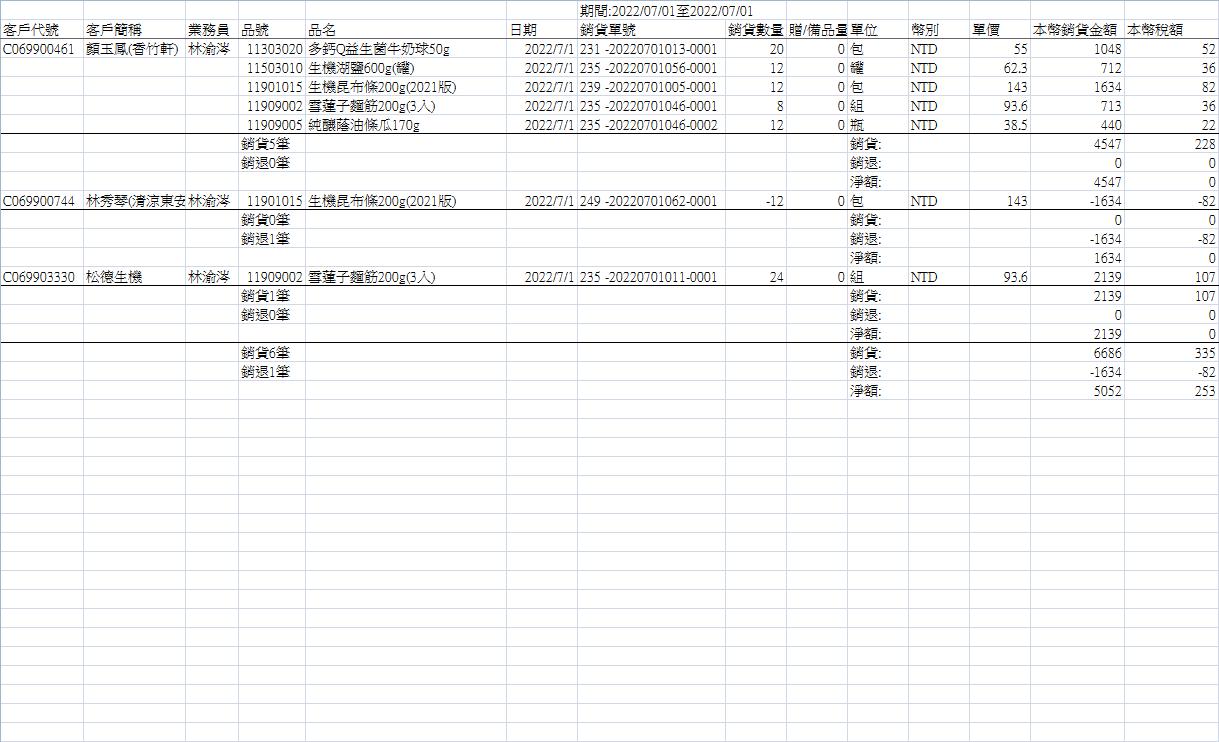 期間:2022/07/01至2022/07/01
客戶代號 客戶簡稱 業務員 品號 品名 日期 銷貨單號 銷貨數量 贈/備品量 單位 幣別 單價 本幣銷貨金額 本幣稅額
C069900461 顏玉鳳(香竹軒) 林渝涔 11303020 多鈣Q益生菌牛奶球50g 2022/7/1 231 -20220701013-0001 20 0 包 NTD 55 1048 52
11503010 生機湖鹽600g(罐) 2022/7/1 235 -20220701056-0001 12 0 罐 NTD 62.3 712 36
11901015 生機昆布條200g(2021版) 2022/7/1 239 -20220701005-0001 12 0 包 NTD 143 1634 82
11909002 雪蓮子麵筋200g(3入) 2022/7/1 235 -20220701046-0001 8 0 組 NTD 93.6 713 36
11909005 純釀蔭油條瓜170g 2022/7/1 235 -20220701046-0002 12 0 瓶 NTD 38.5 440 22
銷貨5筆 銷貨: 4547 228
銷退0筆 銷退: 0 0
淨額: 4547 0
C069900744 林秀琴(清涼東安 林渝涔 11901015 生機昆布條200g(2021版) 2022/7/1 249 -20220701062-0001 -12 0 包 NTD 143 -1634 -82
銷貨0筆 銷貨: 0 0
銷退1筆 銷退: -1634 -82
淨額: 1634 0
C069903330 松德生機 林渝涔 11909002 雪蓮子麵筋200g(3入) 2022/7/1 235 -20220701011-0001 24 0 組 NTD 93.6 2139 107
銷貨1筆 銷貨: 2139 107
銷退0筆 銷退: 0 0
淨額: 2139 0
銷貨6筆 銷貨: 6686 335
銷退1筆 銷退: -1634 -82
淨額: 5052 253